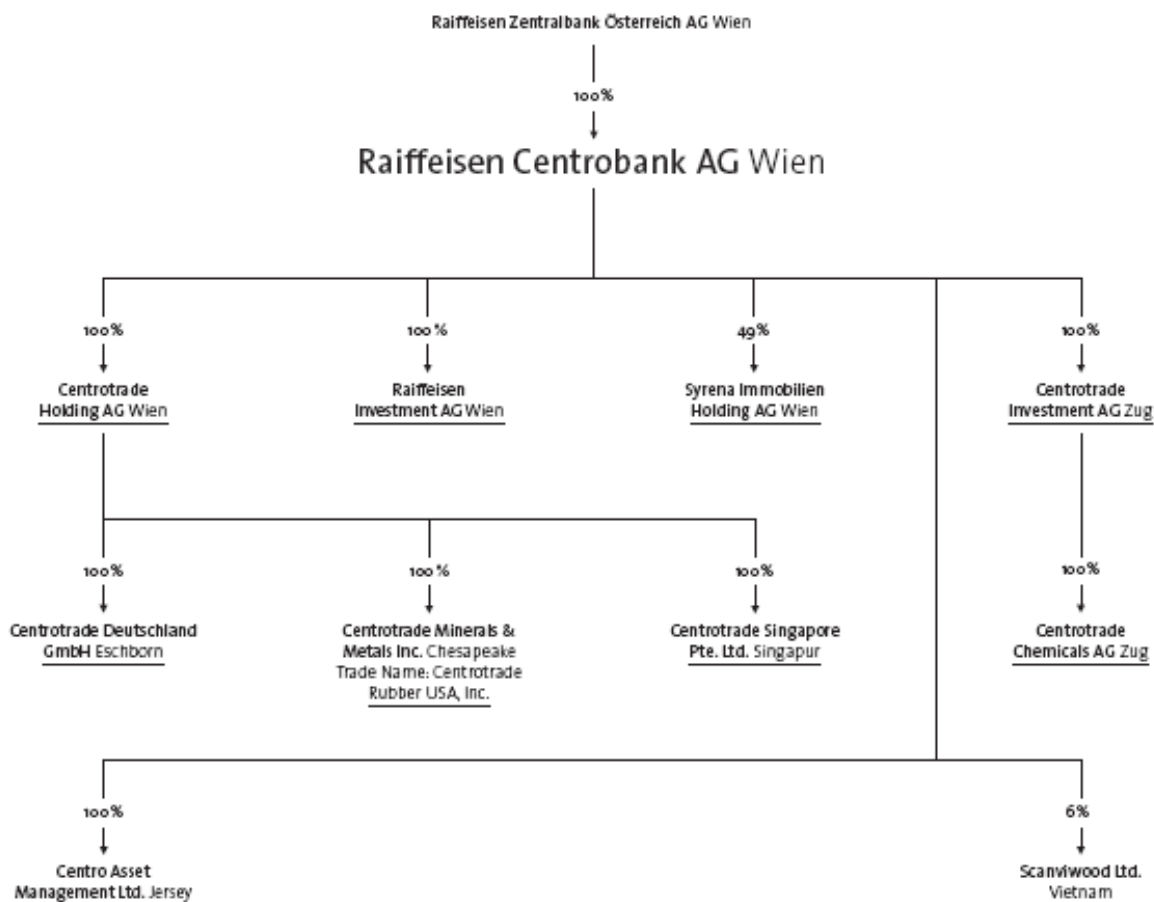 Raiffeisen Zentralbank Österreich AG Wien
100%
Raiffeisen Centrobank AG Wien
100%
100%
49%
100%
Centrotrade
Holding AG Wien
Raiffeisen
Investment AG Wien
Syrena Immobilien
Holding AG Wien
Centrotrade
Investment AG Zug
100%
100%
100%
100%
Centrotrade Deutschland
GmbH Eschborn
Centrotrade Minerals &
Metals Inc. Chesapeake
Trade Name: Centrotrade
Rubber USA, Inc.
Centrotrade Singapore
Pte. Ltd. Singapur
Centrotrade
Chemicals AG Zug
100%
6%
Centro Asset
Management Ltd. Jersey
Scanviwood Ltd.
Vietnam